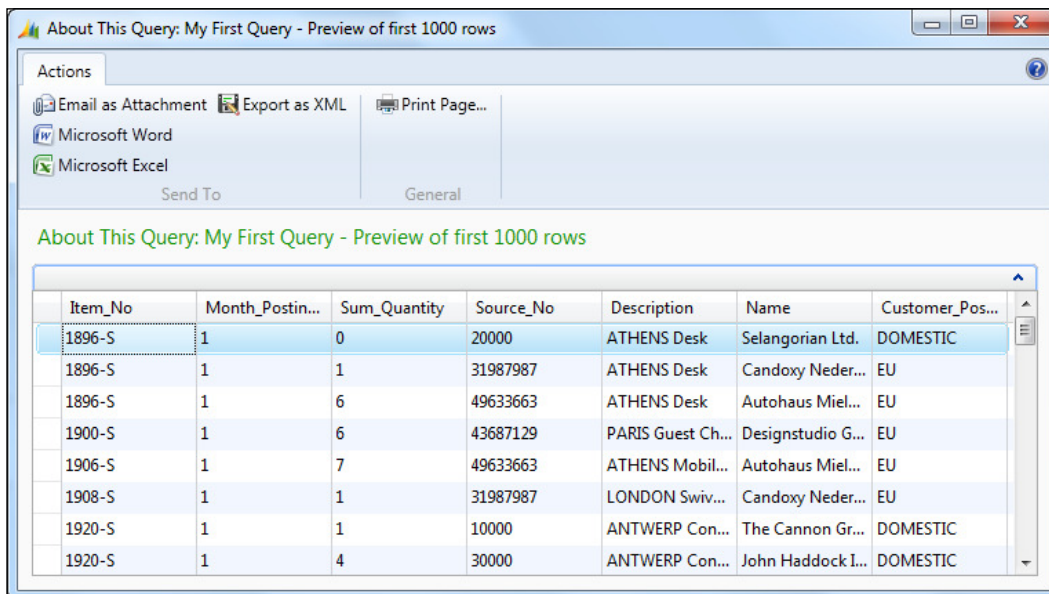 About This Query: My First Query - Preview of first 1000 rows
Actions
Email as Attachment Export as XML Print Page...
Microsoft Word
Microsoft Excel
Send To General
About This Query: My First Query - Preview of first 1000 rows
Item_No Month_Postin... Sum_Quantity Source_No Description Name Customer_Pos...
1896-S 1 0 20000 ATHENS Desk Selangorian Ltd. DOMESTIC
1896-S 1 1 31987987 ATHENS Desk Candoxy Neder... EU
1896-S 1 6 49633663 ATHENS Desk Autohaus Miel... EU
1900-S 1 6 43687129 PARIS Guest Ch... Designstudio G... EU
1906-S 1 7 49633663 ATHENS Mobil... Autohaus Miel... EU
1908-S 1 1 31987987 LONDON Swiv... Candoxy Neder... EU
1920-S 1 1 10000 ANTWERP Con... The Cannon Gr... DOMESTIC
1920-S 1 4 30000 ANTWERP Con... John Haddock I... DOMESTIC